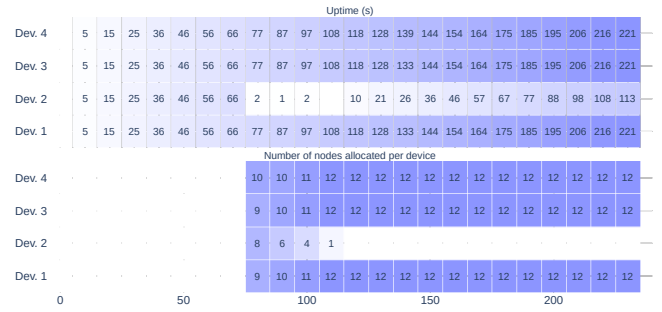 Uptime (s)
Dev. 4 5 15 25 36 46 56 66 77 87 97 108 118 128 139 144 154 164 175 185 195 206 216 221
Dev. 3 5 15 25 36 46 56 66 77 87 97 108 118 128 133 144 154 164 175 185 195 206 216 221
Dev. 2 5 15 25 36 46 56 66 2 1 2 10 21 26 36 46 57 67 77 88 98 108 113
Dev. 1 5 15 25 36 46 56 66 77 87 97 108 118 128 139 144 154 164 175 185 195 206 216 221
Number of nodes allocated per device
Dev. 4 10 10 11 12 12 12 12 12 12 12 12 12 12 12 12 12
Dev. 3 9 10 11 12 12 12 12 12 12 12 12 12 12 12 12 12
Dev. 2 8 6 4 1
Dev. 1 9 10 11 12 12 12 12 12 12 12 12 12 12 12 12 12
0 50 100 150 200